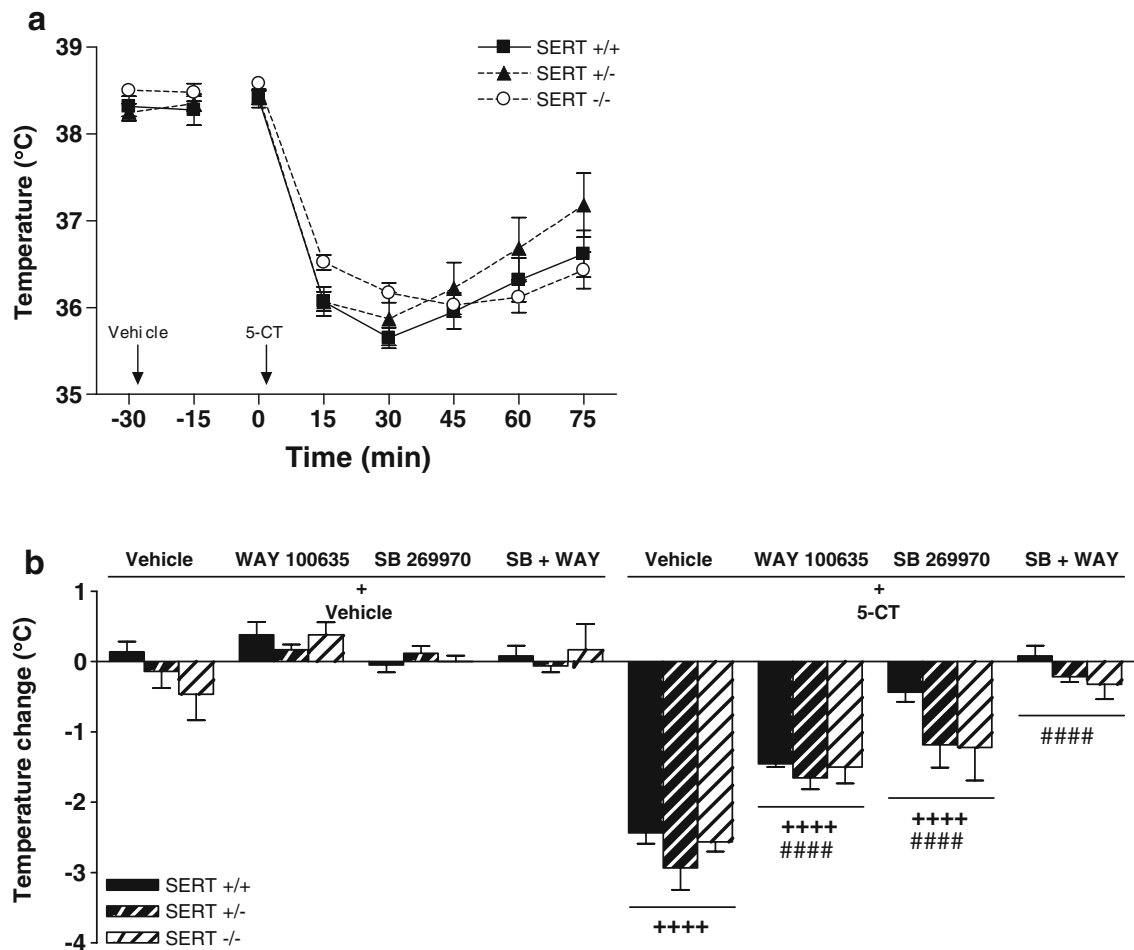 a
SERT +/+
SERT +/-
SERT -/-
39
38
37
36
35
Temperature (°C)
Vehicle
5-CT
-30 -15 0 15 30 45 60 75
Time (min)
b
Vehicle WAY 100635 SB 269970 SB + WAY Vehicle WAY 100635 SB 269970 SB + WAY
+ +
Vehicle 5-CT
1
0
-1
-2
-3
-4
Temperature change (°C)
####
++++ ++++
#### ####
++++
SERT +/+
SERT +/-
SERT -/-